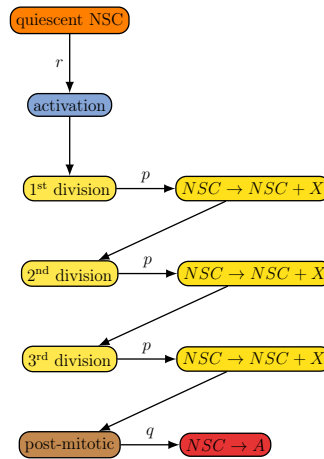 quiescent NSC
r
activation
1st division
p
NSC → NSC + X
2nd division
p
NSC → NSC + X
3rd division
p
NSC → NSC + X
post-mitotic
q
NSC → A